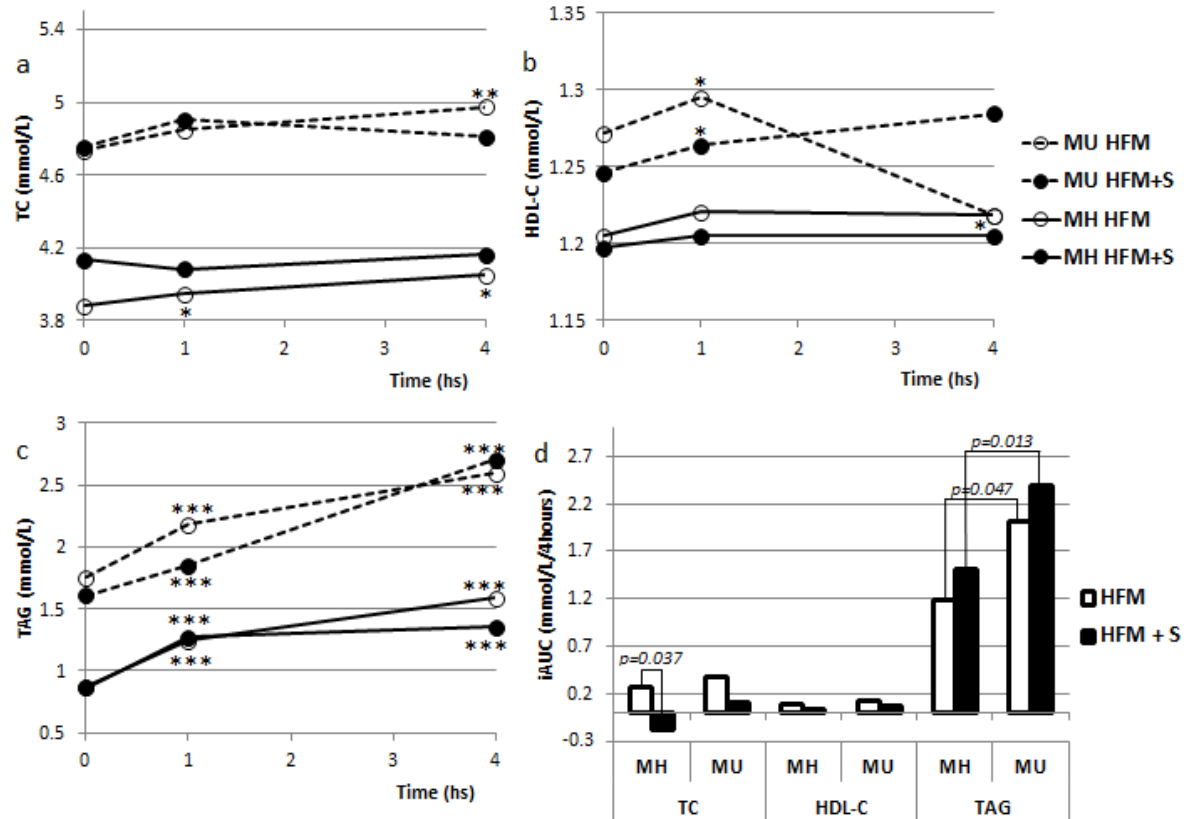 a
TC (mmol/L)
5.4
5
4.6
4.2
3.8
**
*
*
0 1 2 3 4
Time (hs)
b
HDL-C (mmol/L)
1.35
1.3
1.25
1.2
1.15
*
*
*
0 1 2 3 4
Time (hs)
MU HFM
MU HFM+S
MH HFM
MH HFM+S
c
TAG (mmol/L)
3
2.5
2
1.5
1
0.5
***
***
***
***
***
***
***
***
0 1 2 3 4
Time (hs)
d
iAUC (mmol/L/4hours)
2.7
2.2
1.7
1.2
0.7
0.2
-0.3
p=0.013
p=0.047
p=0.037
HFM
HFM + S
MH MU MH MU MH MU
TC HDL-C TAG